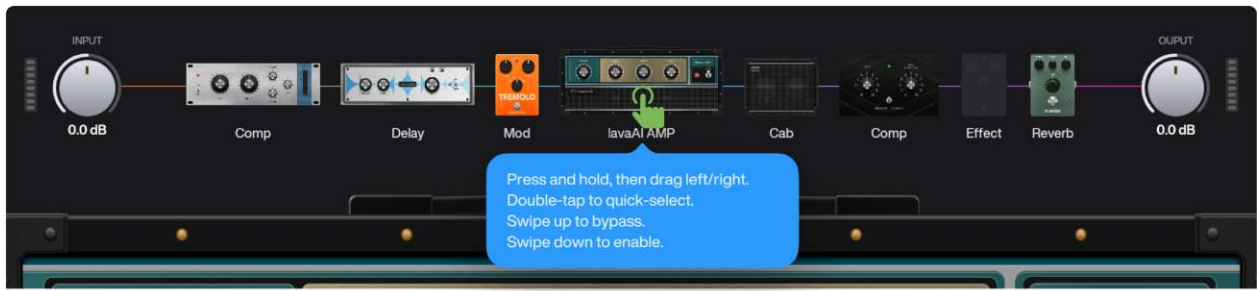 INPUT
OUPUT
TREMOLO
0.0 dB
Comp
Delay
Mod
lavaAI AMP
Cab
Comp
Effect
Reverb
0.0 dB
Press and hold, then drag left/right.
Double-tap to quick-select.
Swipe up to bypass.
Swipe down to enable.